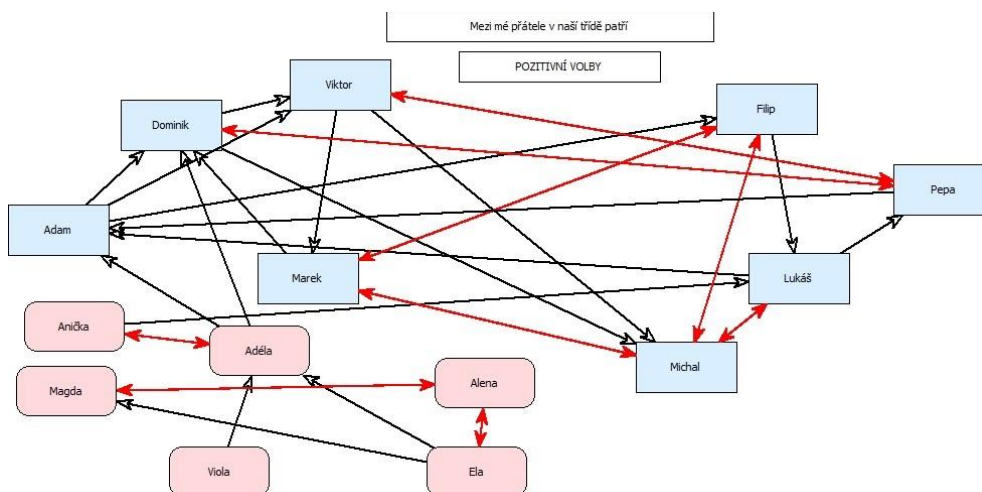 Mezi mé přátele v naší třídě patří
POZITIVNÍ VOLBY
Viktor
Filip
Dominik
Pepa
Adam
Marek
Lukáš
Anička
Adéla
Michal
Magda
Alena
Viola
Ela